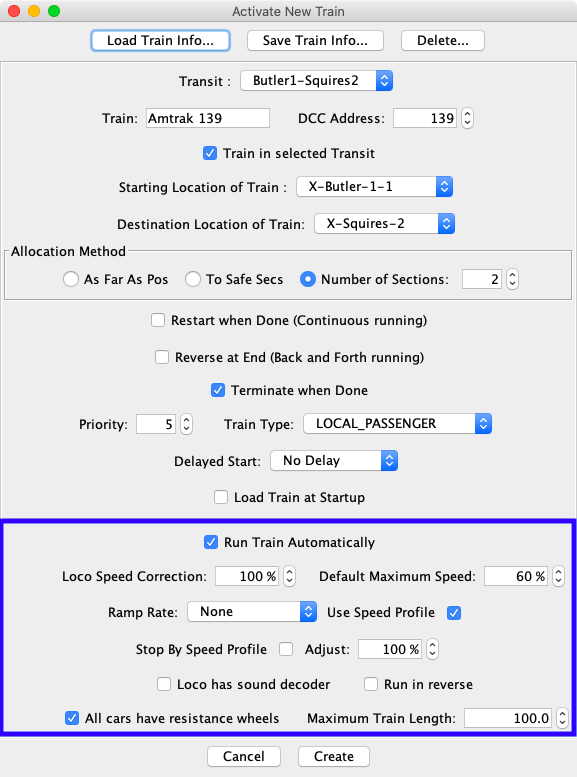 Activate New Train
Load Train Info... Save Train Info... Delete...
Transit : Butler1-Squires2
Train: Amtrak 139 DCC Address: 139
Train in selected Transit
Starting Location of Train : X-Butler-1-1
Destination Location of Train: X-Squires-2
Allocation Method
As Far As Pos To Safe Secs Number of Sections: 2
Restart when Done (Continuous running)
Reverse at End (Back and Forth running)
Terminate when Done
Priority: 5 Train Type: LOCAL_PASSENGER
Delayed Start: No Delay
Load Train at Startup
Run Train Automatically
Loco Speed Correction: 100 % Default Maximum Speed: 60 %
Ramp Rate: None Use Speed Profile
Stop By Speed Profile Adjust: 100 %
Loco has sound decoder Run in reverse
All cars have resistance wheels Maximum Train Length: 100.0
Cancel Create